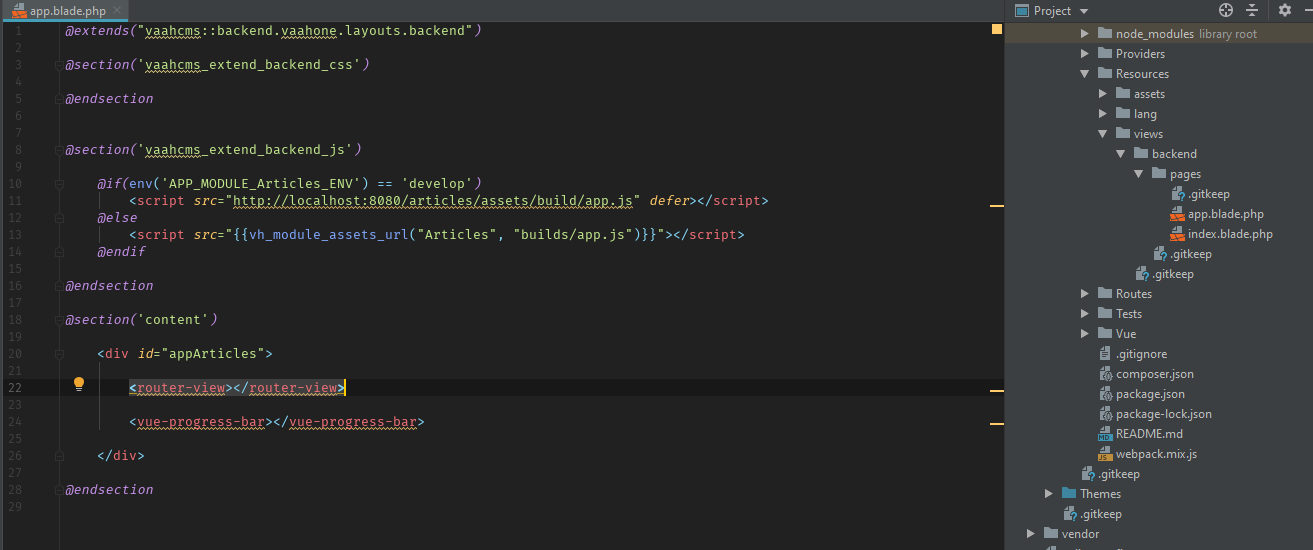 app.blade.php
1 @extends("vaahcms::backend.vaahone.layouts.backend")
2
3 @section('vaahcms_extend_backend_css')
4
5 @endsection
6
7
8 @section('vaahcms_extend_backend_js')
9
10 @if(env('APP_MODULE_Articles_ENV') == 'develop')
11 <script src="http://localhost:8080/articles/assets/build/app.js" defer></script>
12 @else
13 <script src="{{vh_module_assets_url("Articles", "builds/app.js")}}"></script>
14 @endif
15
16 @endsection
17
18 @section('content')
19
20 <div id="appArticles">
21
22 <router-view></router-view>
23
24 <vue-progress-bar></vue-progress-bar>
25
26 </div>
27
28 @endsection
29
Project
node_modules library root
Providers
Resources
assets
lang
views
backend
pages
.gitkeep
app.blade.php
index.blade.php
.gitkeep
.gitkeep
Routes
Tests
Vue
.gitignore
composer.json
package.json
package-lock.json
MD README.md
JS webpack.mix.js
.gitkeep
Themes
.gitkeep
vendor